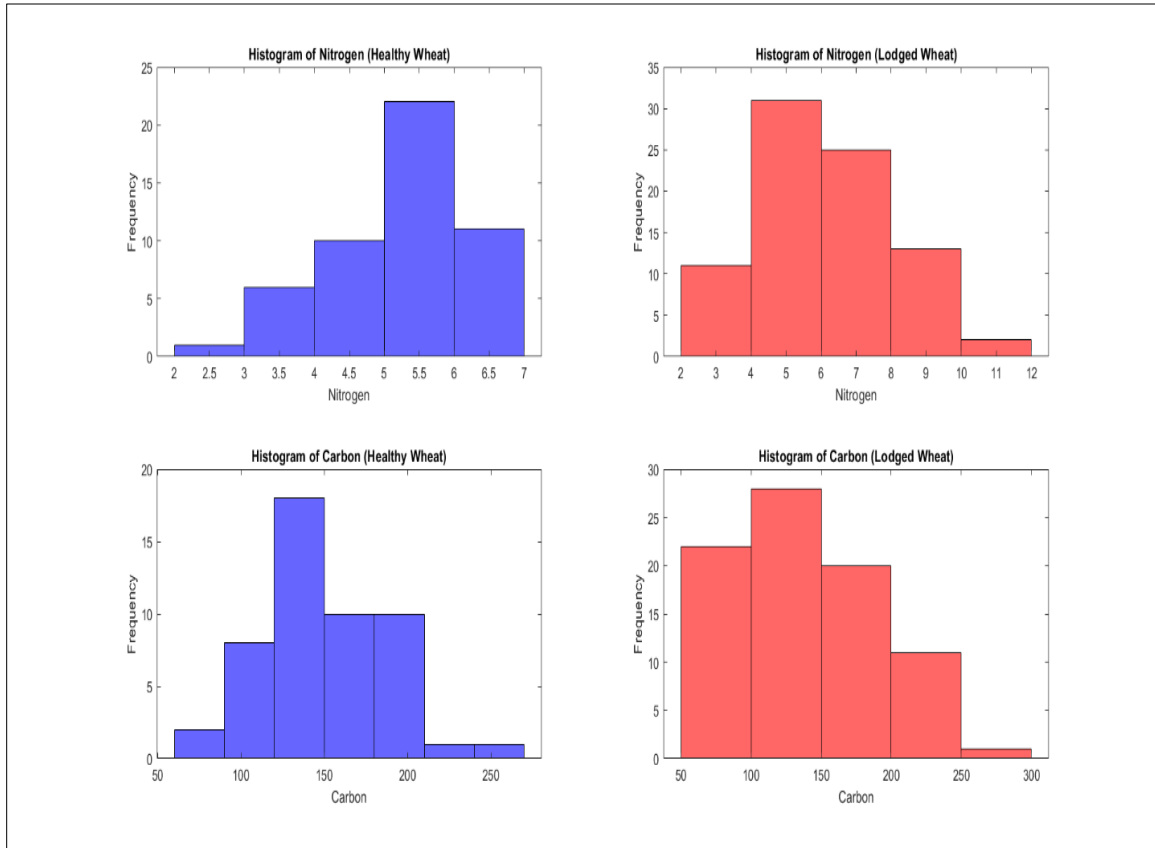 Histogram of Nitrogen (Healthy Wheat)
25
20
15
10
5
0
Frequency
2 2.5 3 3.5 4 4.5 5 5.5 6 6.5 7
Nitrogen
Histogram of Nitrogen (Lodged Wheat)
35
30
25
20
15
10
5
0
Frequency
2 3 4 5 6 7 8 9 10 11 12
Nitrogen
Histogram of Carbon (Healthy Wheat)
20
15
10
5
0
Frequency
50 100 150 200 250
Carbon
Histogram of Carbon (Lodged Wheat)
30
25
20
15
10
5
0
Frequency
50 100 150 200 250 300
Carbon